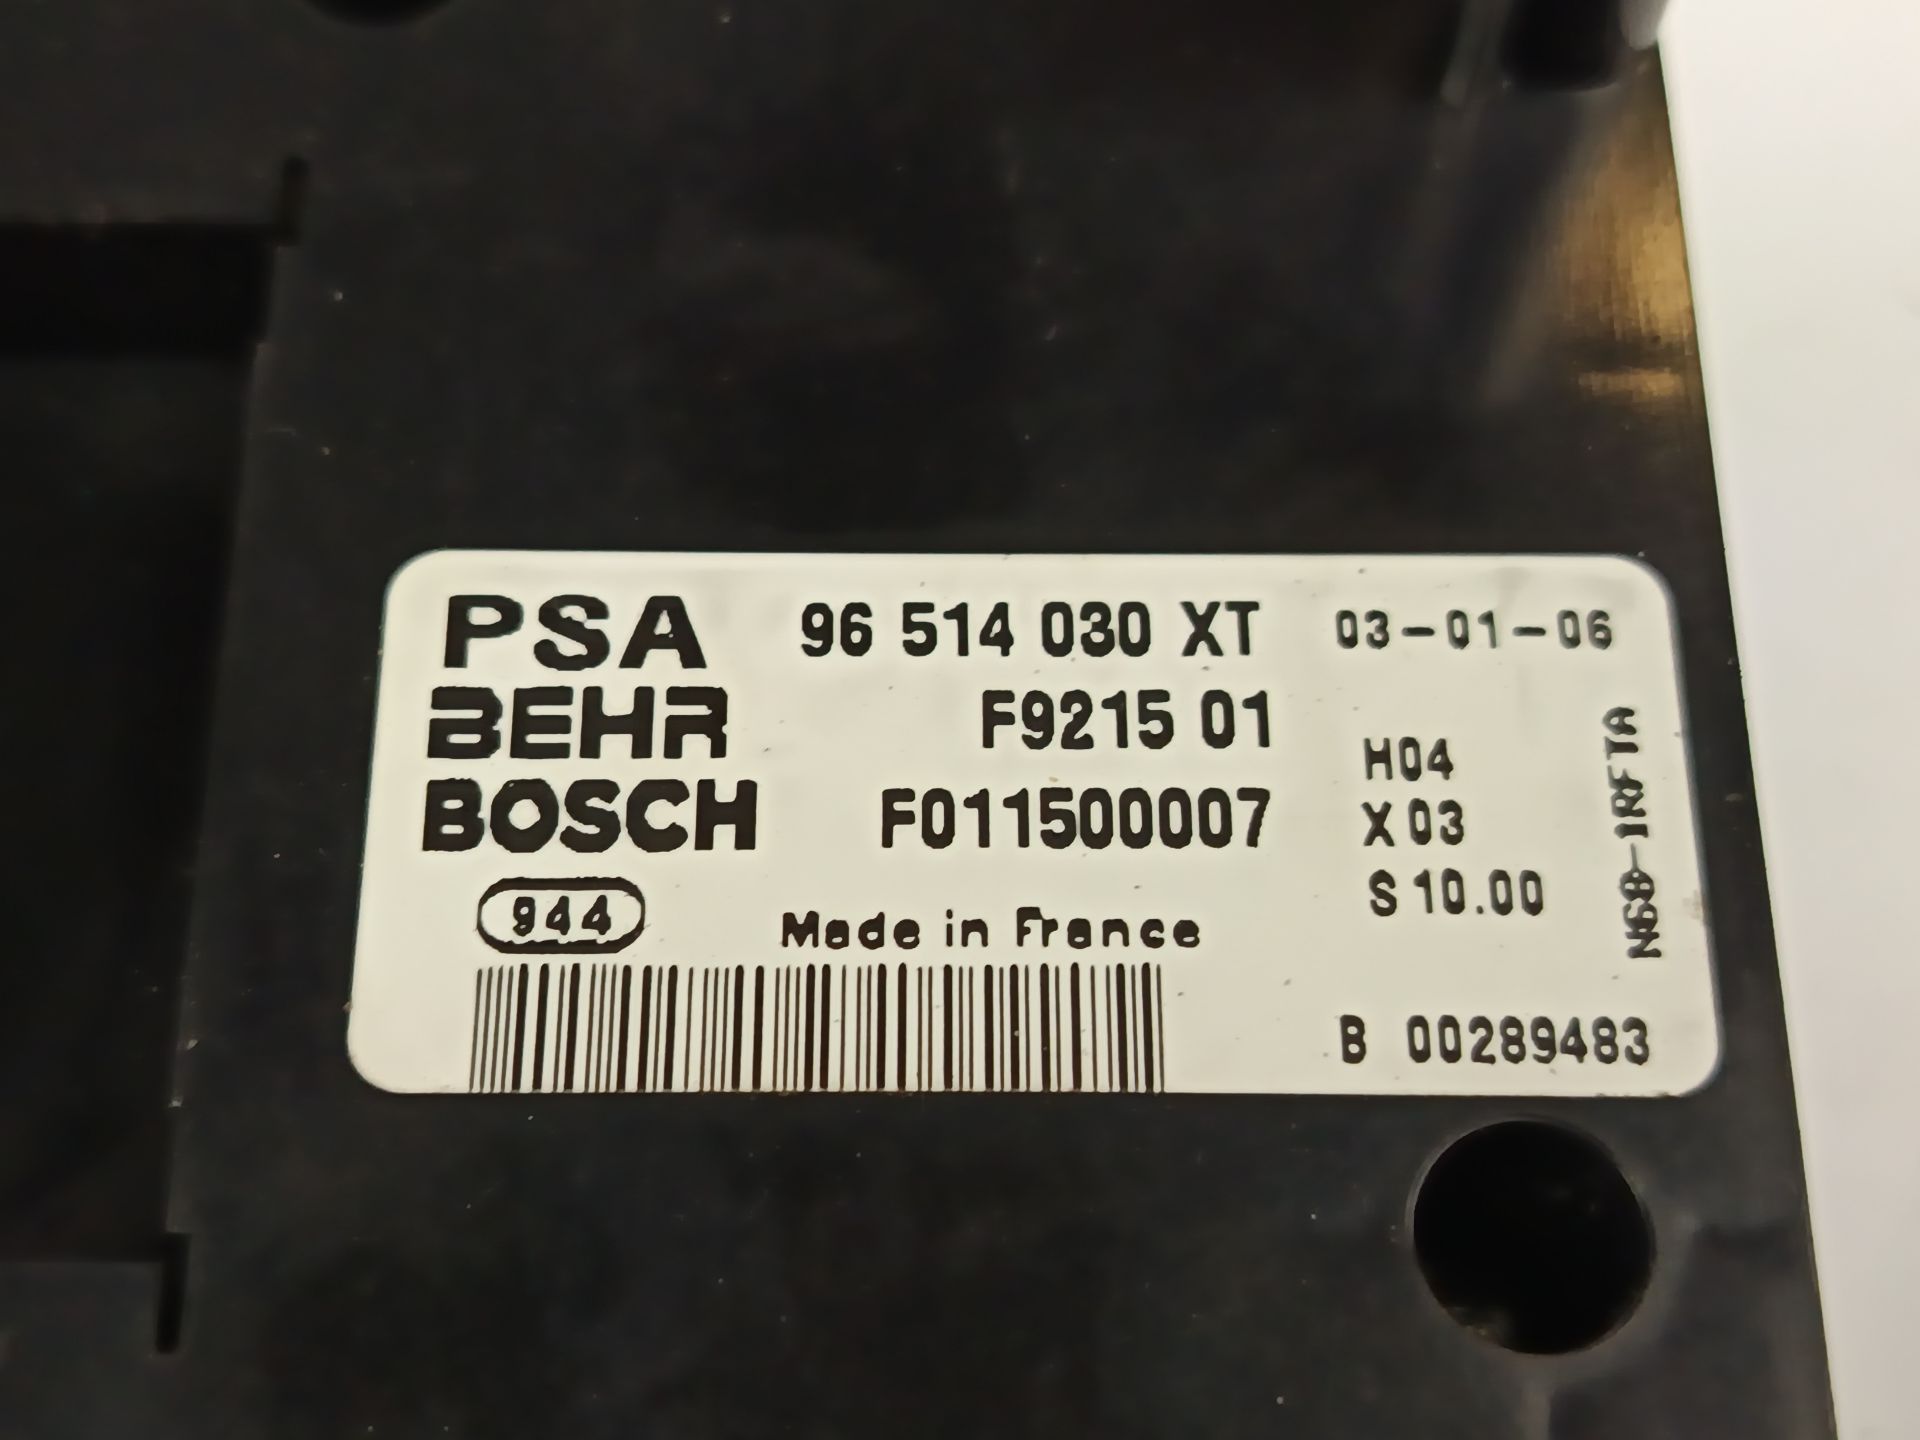 PSA 96 514 030 XT 03-01-06
BEHR F9215 01
BOSCH F011500007
H04
X03
S 10.00
944
Made in France
B 00289483